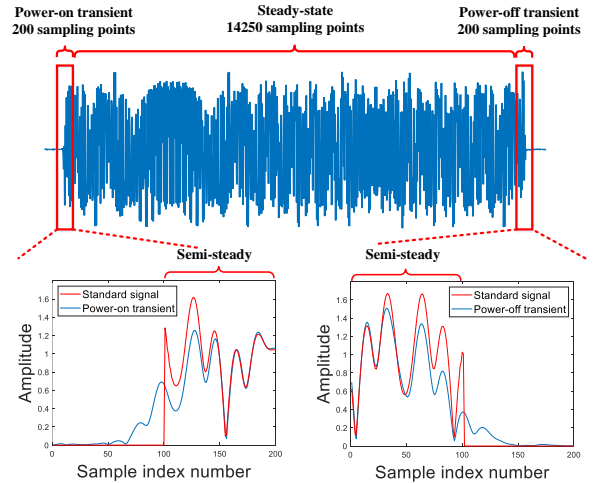 Power-on transient
200 sampling points
Steady-state
14250 sampling points
Power-off transient
200 sampling points
Semi-steady
Semi-steady
Standard signal
Power-on transient
Amplitude
1.6
1.4
1.2
1
0.8
0.6
0.4
0.2
0
0 50 100 150 200
Sample index number
Standard signal
Power-off transient
Amplitude
1.6
1.4
1.2
1
0.8
0.6
0.4
0.2
0
0 50 100 150 200
Sample index number